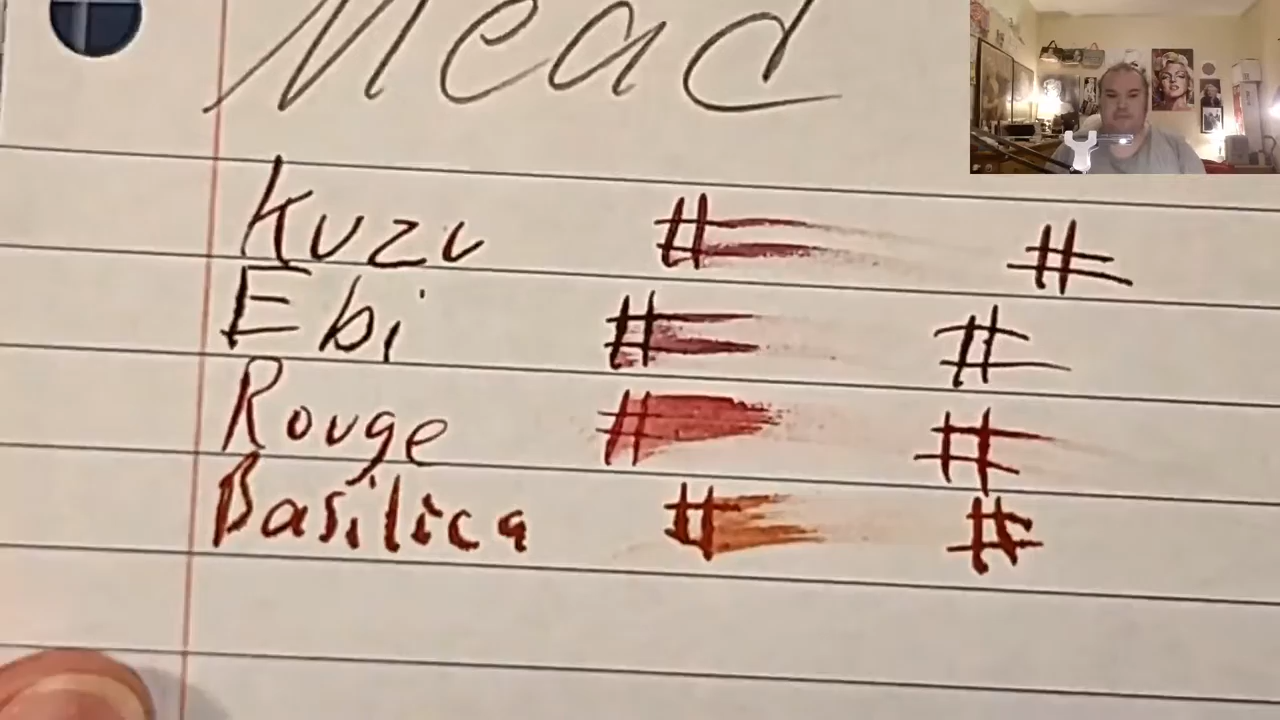 Mead
Kuzu # #
Ebi # #
Rouge # #
Basilica # #